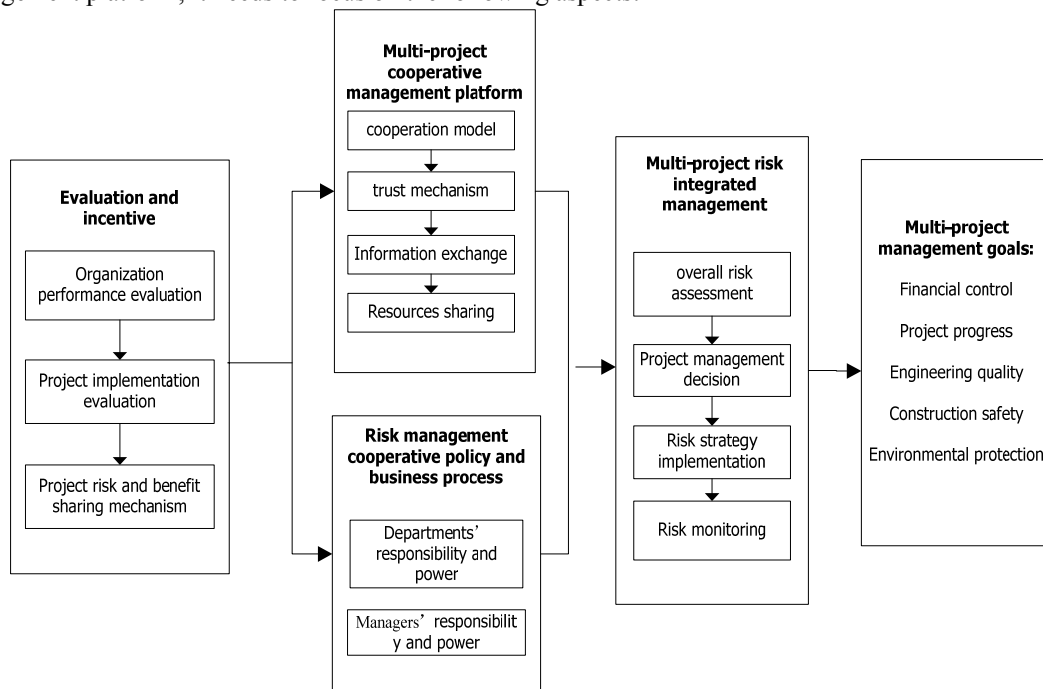 Multi-project
cooperative
management platform
cooperation model
trust mechanism
Information exchange
Resources sharing
Evaluation and
incentive
Organization
performance evaluation
Project implementation
evaluation
Project risk and benefit
sharing mechanism
Risk management
cooperative policy and
business process
Departments’
responsibility and
power
Managers’ responsibilit
y and power
Multi-project risk
integrated
management
overall risk
assessment
Project management
decision
Risk strategy
implementation
Risk monitoring
Multi-project
management goals:
Financial control
Project progress
Engineering quality
Construction safety
Environmental protection